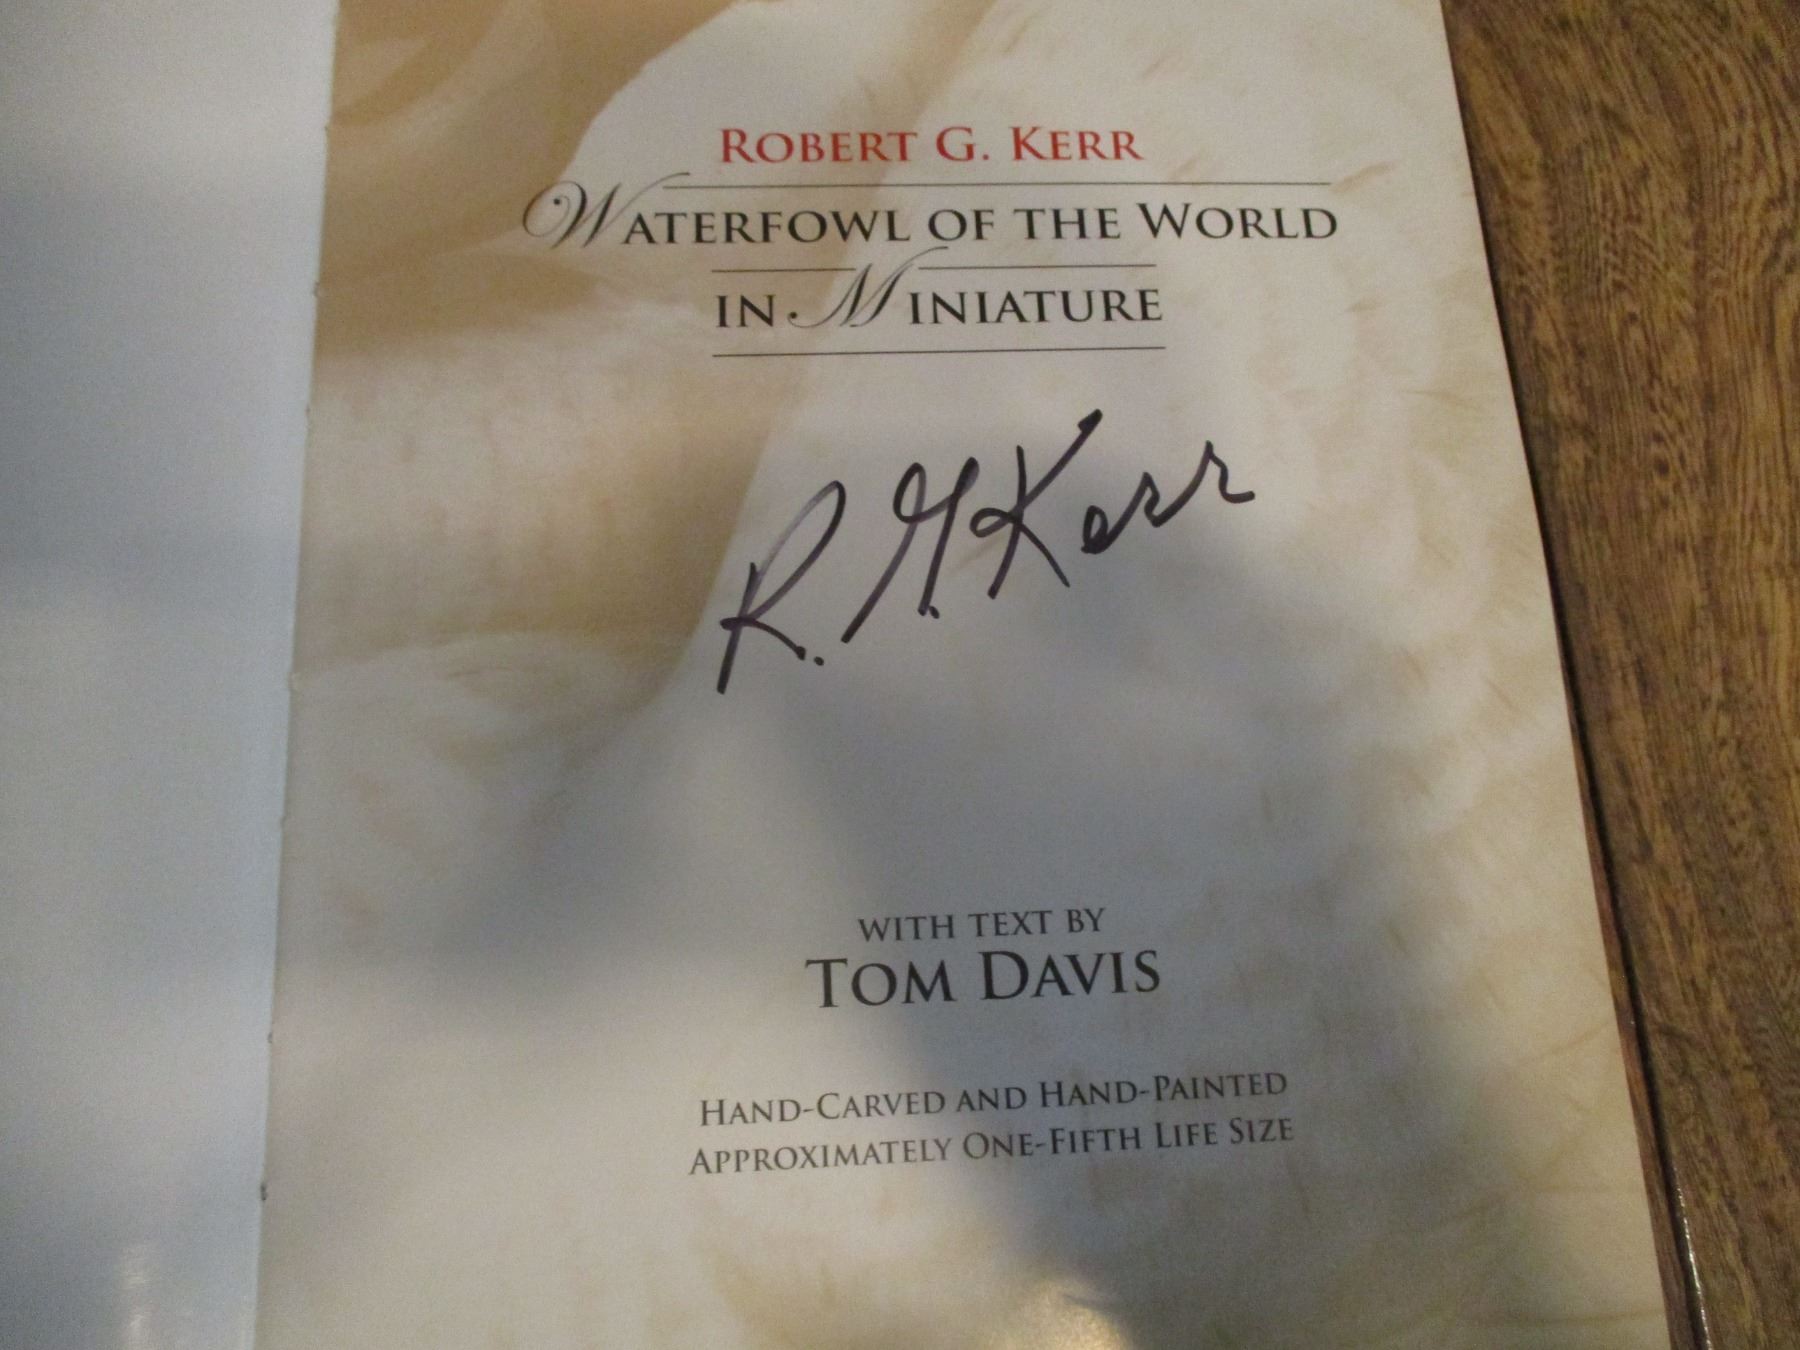 ROBERT G. KERR
WATERFOWL OF THE WORLD
IN MINIATURE
R. G. Kerr
WITH TEXT BY
TOM DAVIS
HAND-CARVED AND HAND-PAINTED
APPROXIMATELY ONE-FIFTH LIFE SIZE